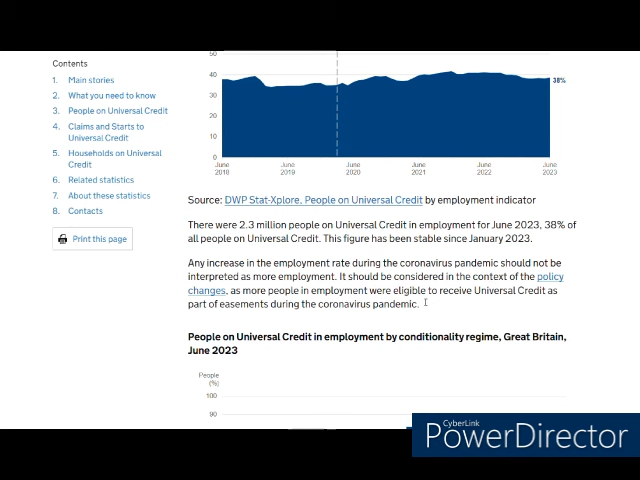 Contents
1. Main stories
2. What you need to know
3. People on Universal Credit
4. Claims and Starts to
Universal Credit
5. Households on Universal
Credit
6. Related statistics
7. About these statistics
8. Contacts
Print this page
50
40
30
20
10
0
38%
June 2018
June 2019
June 2020
June 2021
June 2022
June 2023
Source: DWP Stat-Xplore, People on Universal Credit by employment indicator
There were 2.3 million people on Universal Credit in employment for June 2023, 38% of
all people on Universal Credit. This figure has been stable since January 2023.
Any increase in the employment rate during the coronavirus pandemic should not be
interpreted as more employment. It should be considered in the context of the policy
changes, as more people in employment were eligible to receive Universal Credit as
part of easements during the coronavirus pandemic.
People on Universal Credit in employment by conditionality regime, Great Britain,
June 2023
People
(%)
100
90
CyberLink
PowerDirector